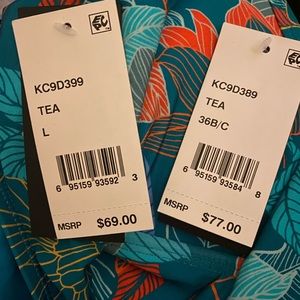 KC9D399
TEA
L
6 95159 93592 3
MSRP $69.00
KC9D389
TEA
36B/C
6 95159 93584 8
MSRP $77.00